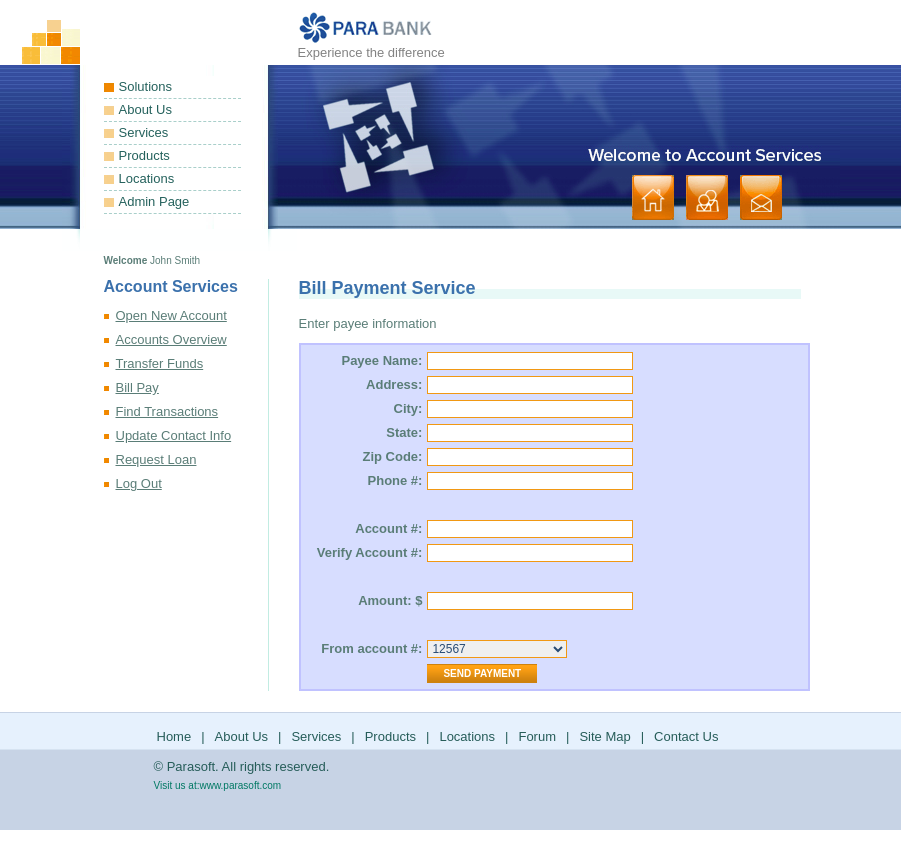 PARA BANK
Experience the difference
Solutions
About Us
Services
Products
Locations
Admin Page
Welcome to Account Services
Welcome John Smith
Account Services
Open New Account
Accounts Overview
Transfer Funds
Bill Pay
Find Transactions
Update Contact Info
Request Loan
Log Out
Bill Payment Service
Enter payee information
Payee Name:
Address:
City:
State:
Zip Code:
Phone #:
Account #:
Verify Account #:
Amount: $
From account #: 12567
SEND PAYMENT
Home | About Us | Services | Products | Locations | Forum | Site Map | Contact Us
© Parasoft. All rights reserved.
Visit us at:www.parasoft.com